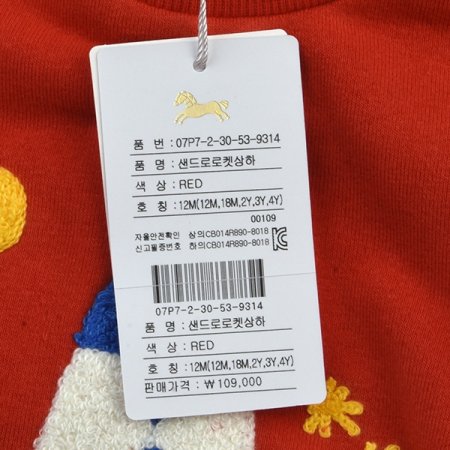 품 번 : 07P7-2-30-53-9314
품 명 : 샌드로로켓상하
색 상 : RED
호 칭 : 12M(12M,18M,2Y,3Y,4Y)
00109
자율안전확인 상의CB014R890-8018
신고필증번호 하의CB014R890-8018
07P7-2-30-53-9314
품 명 : 샌드로로켓상하
색 상 : RED
호 칭 : 12M(12M,18M,2Y,3Y,4Y)
판매가격 : ₩109,000